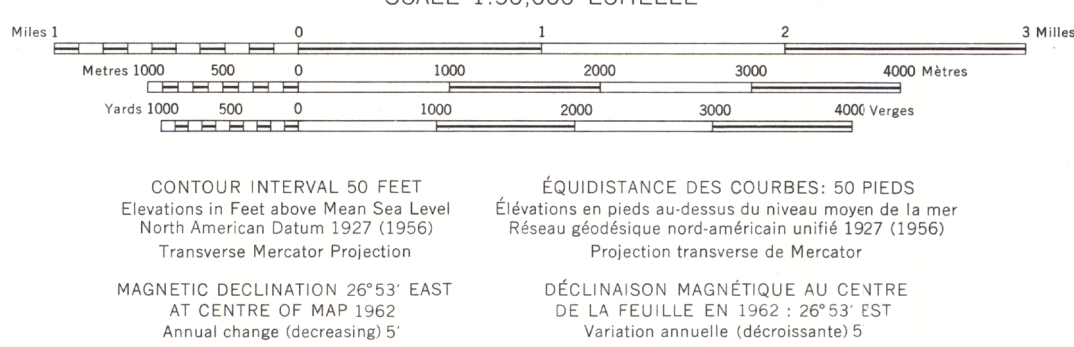 SCALE 1:50,000 ÉCHELLE
Miles 1 0 1 2 3 Milles
Metres 1000 500 0 1000 2000 3000 4000 Mètres
Yards 1000 500 0 1000 2000 3000 4000 Verges
CONTOUR INTERVAL 50 FEET
Elevations in Feet above Mean Sea Level
North American Datum 1927 (1956)
Transverse Mercator Projection
ÉQUIDISTANCE DES COURBES: 50 PIEDS
Élévations en pieds au-dessus du niveau moyen de la mer
Réseau géodésique nord-américain unifié 1927 (1956)
Projection transverse de Mercator
MAGNETIC DECLINATION 26°53′ EAST
AT CENTRE OF MAP 1962
Annual change (decreasing) 5′
DÉCLINAISON MAGNÉTIQUE AU CENTRE
DE LA FEUILLE EN 1962 : 26°53′ EST
Variation annuelle (décroissante) 5